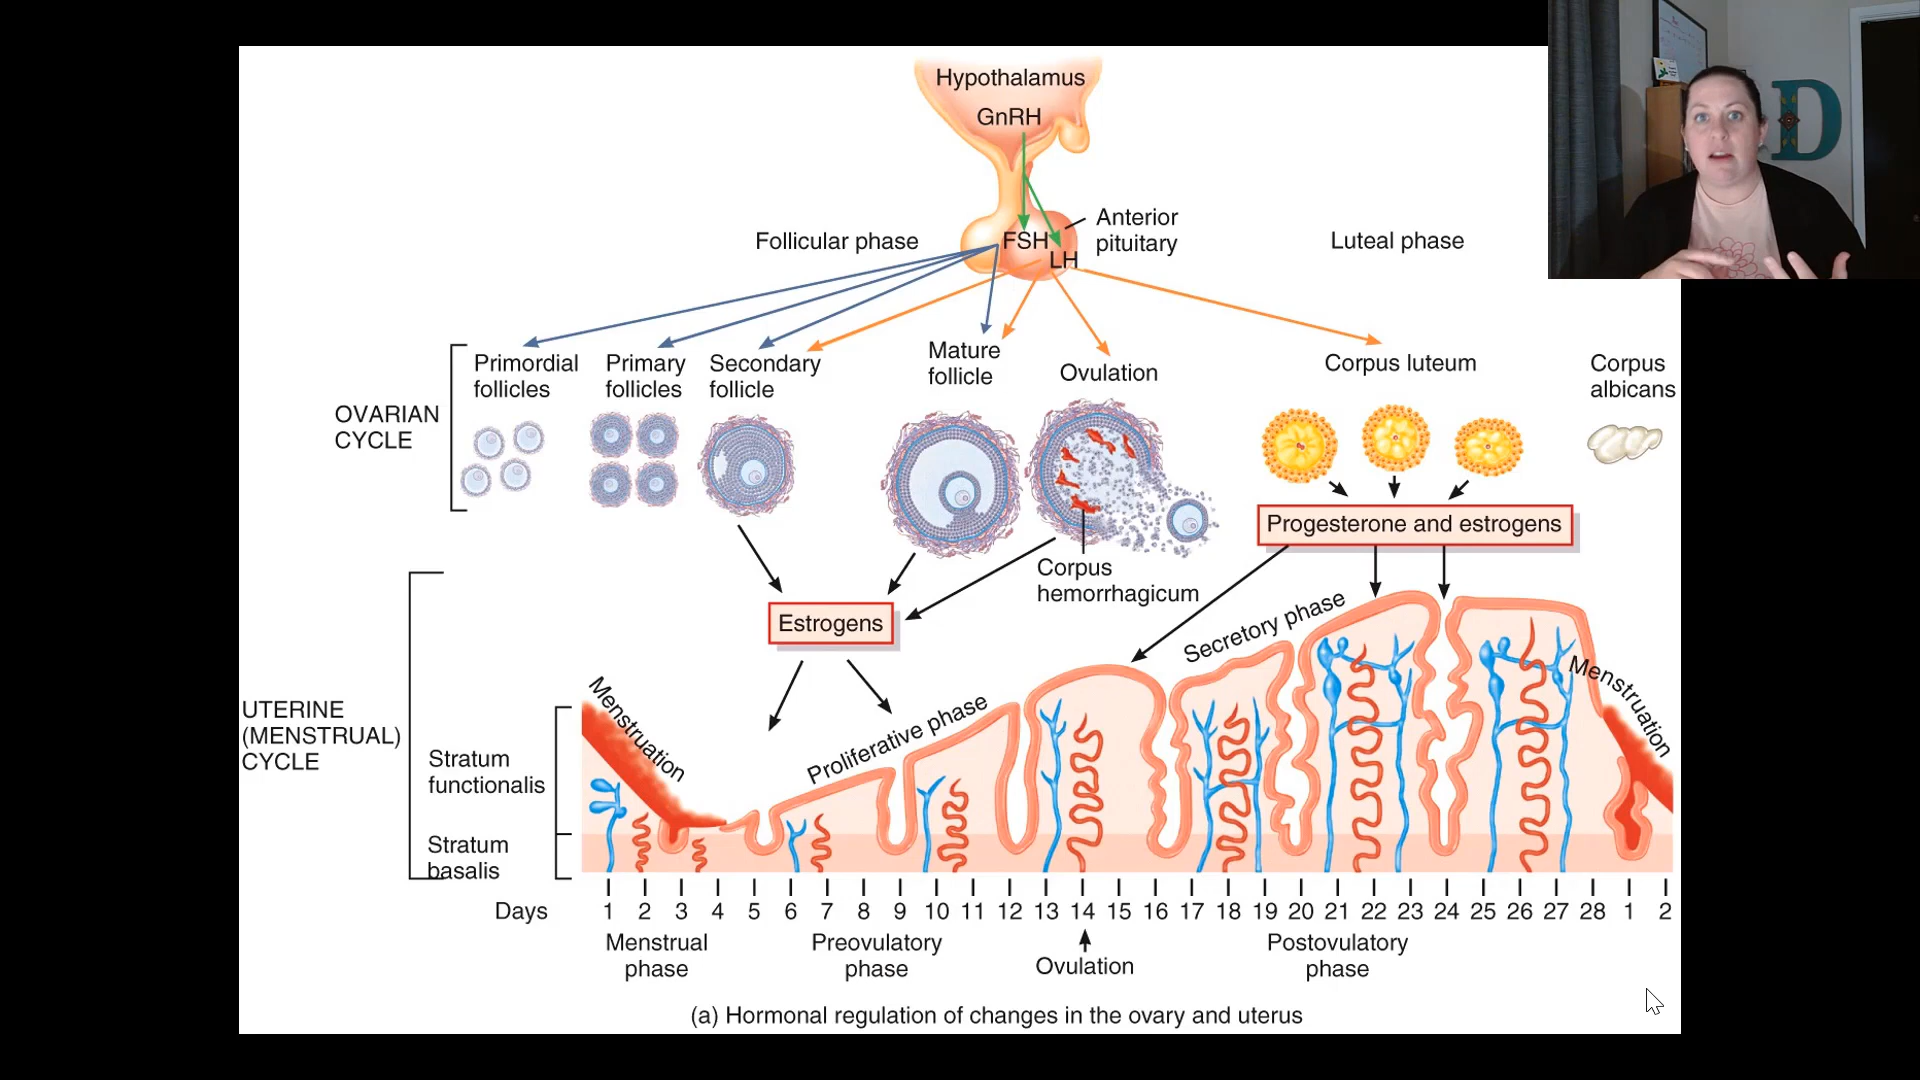 Hypothalamus
GnRH
Anterior
pituitary
Follicular phase
FSH
LH
Luteal phase
Primordial
follicles
Primary
follicles
Secondary
follicle
Mature
follicle
Ovulation
Corpus luteum
Corpus
albicans
OVARIAN
CYCLE
Progesterone and estrogens
Corpus
hemorrhagicum
Estrogens
Secretory phase
Menstruation
Proliferative phase
Menstruation
UTERINE
(MENSTRUAL)
CYCLE
Stratum
functionalis
Stratum
basalis
Days 1 2 3 4 5 6 7 8 9 10 11 12 13 14 15 16 17 18 19 20 21 22 23 24 25 26 27 28 1 2
Menstrual
phase
Preovulatory
phase
Ovulation
Postovulatory
phase
(a) Hormonal regulation of changes in the ovary and uterus
D